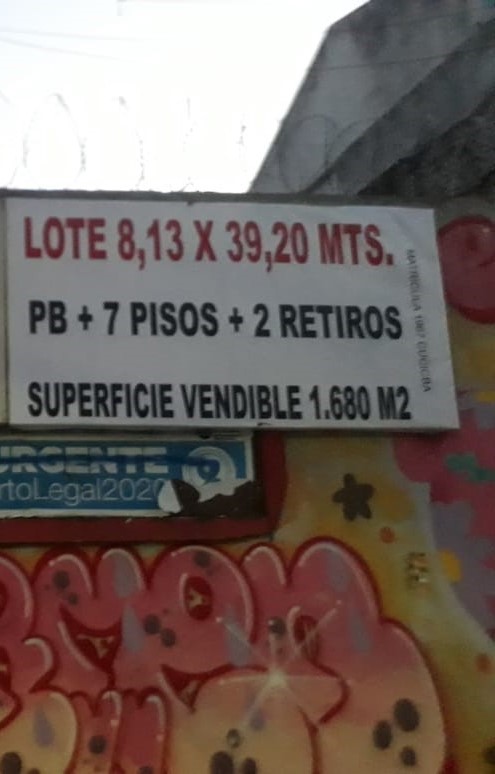 LOTE 8,13 X 39,20 MTS.
PB + 7 PISOS + 2 RETIROS
SUPERFICIE VENDIBLE 1.680 M2
MATRICULA 1967 CUCICBA
URGENTE
rtoLegal2020